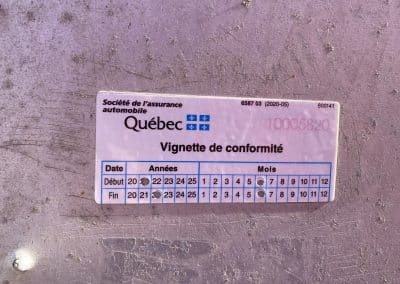 Société de l'assurance
automobile
6587 03 (2020-05) 600141
Québec
Vignette de conformité
Date Années Mois
Début 20 22 23 24 25 1 2 3 4 5 7 8 9 10 11 12
Fin 20 21 23 24 25 1 2 3 4 5 7 8 9 10 11 12